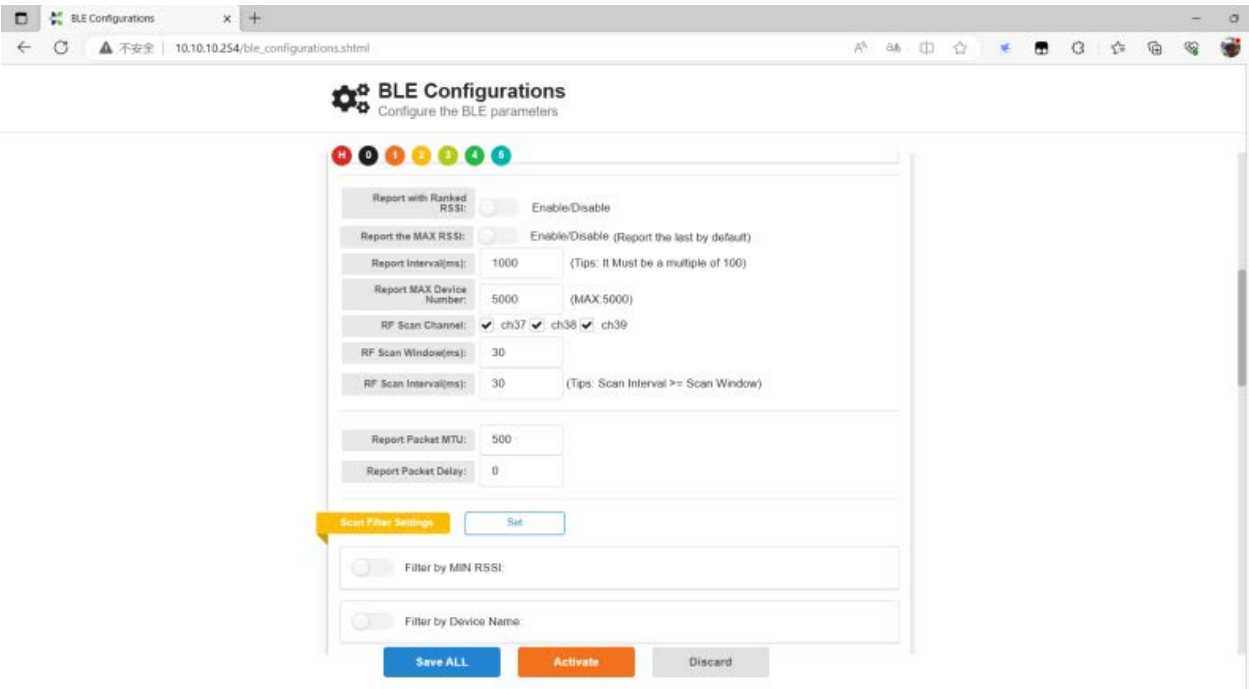 BLE Configurations
不安全 10.10.10.254/ble_configurations.shtml
BLE Configurations
Configure the BLE parameters
H 0 1 2 3 4 5
Report with Ranked
RSSI: Enable/Disable
Report the MAX RSSI: Enable/Disable (Report the last by default)
Report Interval(ms): 1000 (Tips: It Must be a multiple of 100)
Report MAX Device
Number: 5000 (MAX:5000)
RF Scan Channel: ch37 ch38 ch39
RF Scan Window(ms): 30
RF Scan Interval(ms): 30 (Tips: Scan Interval >= Scan Window)
Report Packet MTU: 500
Report Packet Delay: 0
Scan Filter Settings Set
Filter by MIN RSSI:
Filter by Device Name:
Save ALL Activate Discard